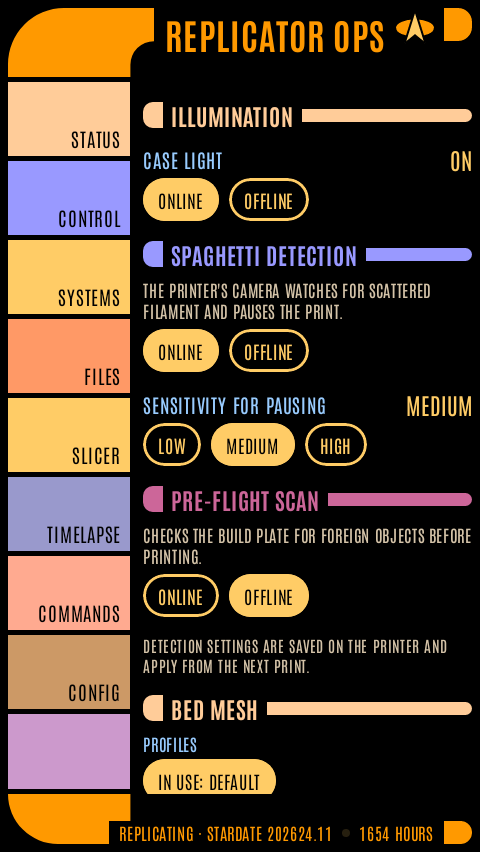 REPLICATOR OPS
STATUS
CONTROL
SYSTEMS
FILES
SLICER
TIMELAPSE
COMMANDS
CONFIG
ILLUMINATION
CASE LIGHT ON
ONLINE OFFLINE
SPAGHETTI DETECTION
THE PRINTER'S CAMERA WATCHES FOR SCATTERED
FILAMENT AND PAUSES THE PRINT.
ONLINE OFFLINE
SENSITIVITY FOR PAUSING MEDIUM
LOW MEDIUM HIGH
PRE-FLIGHT SCAN
CHECKS THE BUILD PLATE FOR FOREIGN OBJECTS BEFORE
PRINTING.
ONLINE OFFLINE
DETECTION SETTINGS ARE SAVED ON THE PRINTER AND
APPLY FROM THE NEXT PRINT.
BED MESH
PROFILES
IN USE: DEFAULT
REPLICATING · STARDATE 202624.11 1654 HOURS